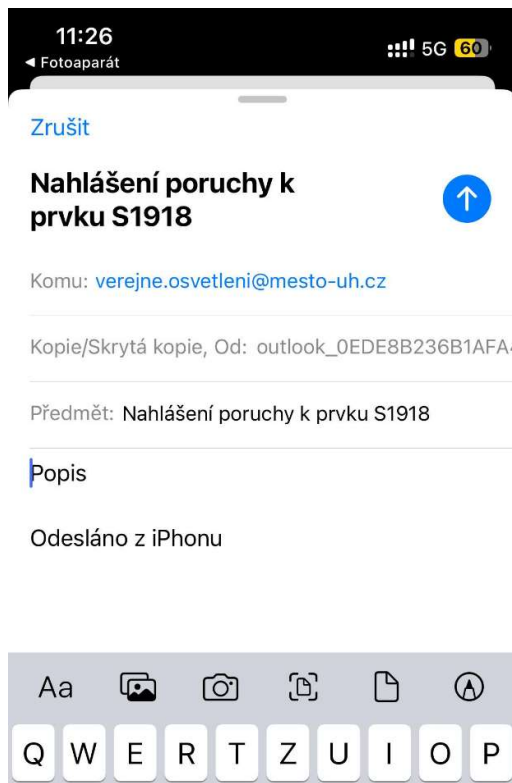 11:26
5G 60
◀ Fotoaparát
Zrušit
Nahlášení poruchy k
prvku S1918
Komu: verejne.osvetleni@mesto-uh.cz
Kopie/Skrytá kopie, Od: outlook_0EDE8B236B1AFA4
Předmět: Nahlášení poruchy k prvku S1918
Popis
Odesláno z iPhonu
Aa
Q W E R T Z U I O P